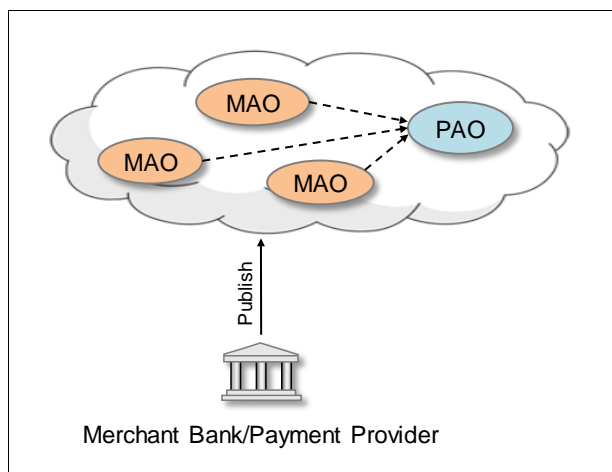 MAO
PAO
MAO
MAO
Publish
Merchant Bank/Payment Provider